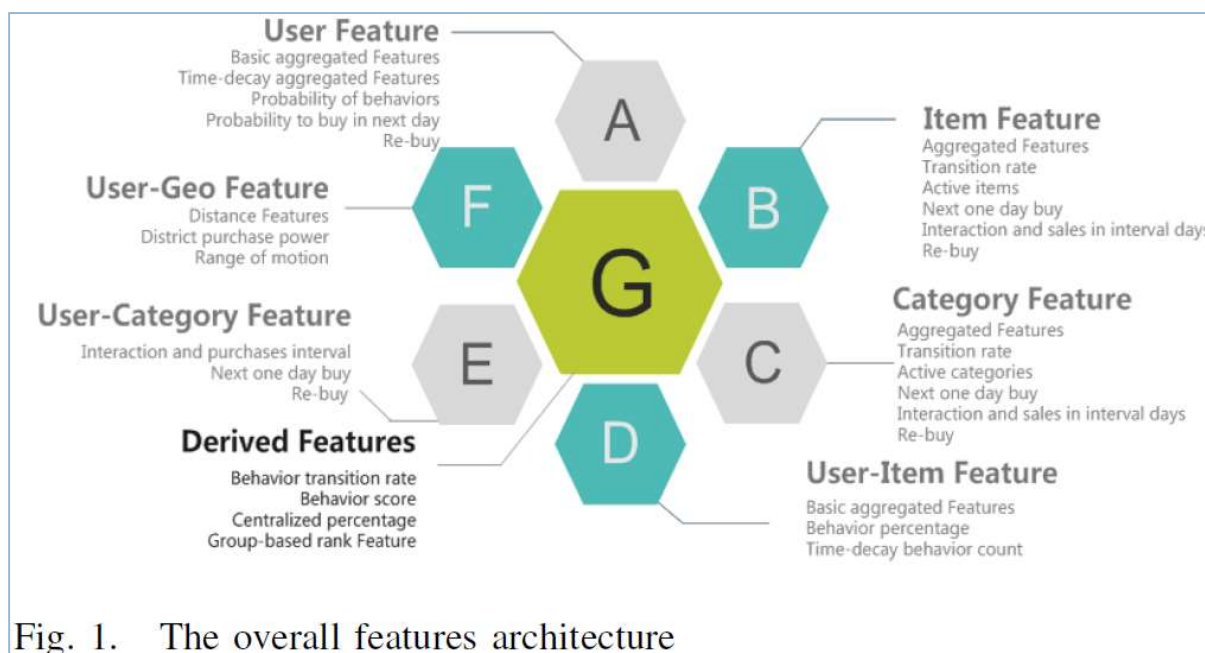 User Feature
Basic aggregated Features
Time-decay aggregated Features
Probability of behaviors
Probability to buy in next day
Re-buy
A
Item Feature
Aggregated Features
Transition rate
Active items
Next one day buy
Interaction and sales in interval days
Re-buy
B
User-Geo Feature
Distance Features
District purchase power
Range of motion
F
G
Category Feature
Aggregated Features
Transition rate
Active categories
Next one day buy
Interaction and sales in interval days
Re-buy
C
User-Category Feature
Interaction and purchases interval
Next one day buy
Re-buy
E
Derived Features
Behavior transition rate
Behavior score
Centralized percentage
Group-based rank Feature
D
User-Item Feature
Basic aggregated Features
Behavior percentage
Time-decay behavior count
Fig. 1. The overall features architecture